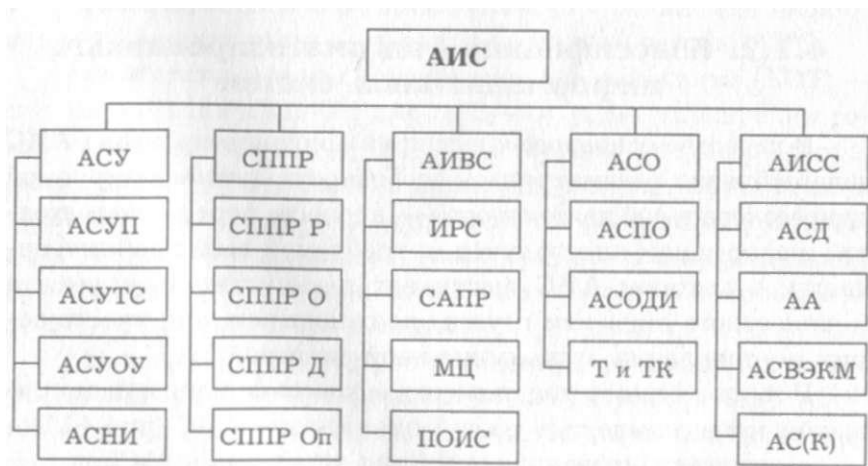 АИС
АСУ СППР АИВС АСО АИСС
АСУП СППР Р ИРС АСПО АСД
АСУТС СППР О САПР АСОДИ АА
АСУОУ СППР Д МЦ Т и ТК АСВЭКМ
АСНИ СППР Оп ПОИС АС(К)